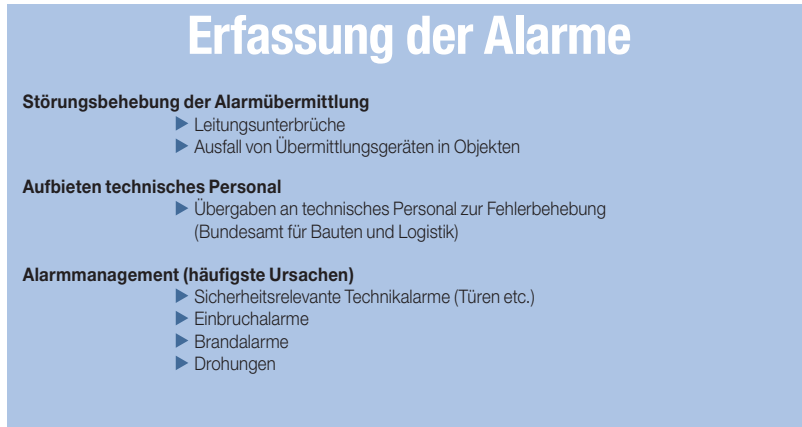 Erfassung der Alarme
Störungsbehebung der Alarmübermittlung
▶ Leitungsunterbrüche
▶ Ausfall von Übermittlungsgeräten in Objekten
Aufbieten technisches Personal
▶ Übergaben an technisches Personal zur Fehlerbehebung
(Bundesamt für Bauten und Logistik)
Alarmmanagement (häufigste Ursachen)
▶ Sicherheitsrelevante Technikalarme (Türen etc.)
▶ Einbruchalarme
▶ Brandalarme
▶ Drohungen